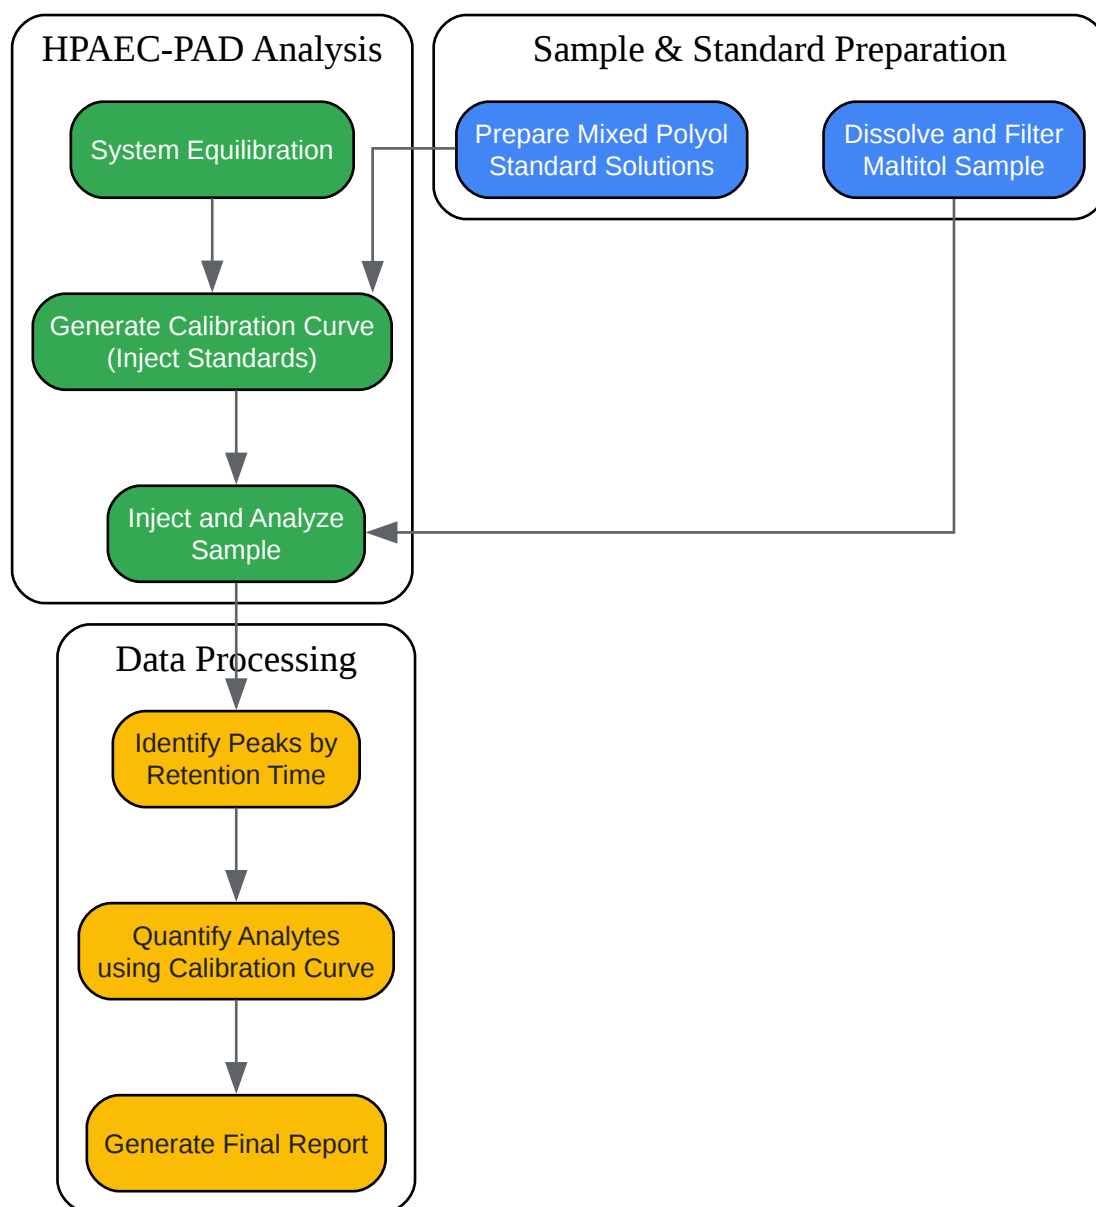 HPAEC-PAD Analysis
System Equilibration
Generate Calibration Curve
(Inject Standards)
Inject and Analyze
Sample
Sample & Standard Preparation
Prepare Mixed Polyol
Standard Solutions
Dissolve and Filter
Maltitol Sample
Data Processing
Identify Peaks by
Retention Time
Quantify Analytes
using Calibration Curve
Generate Final Report